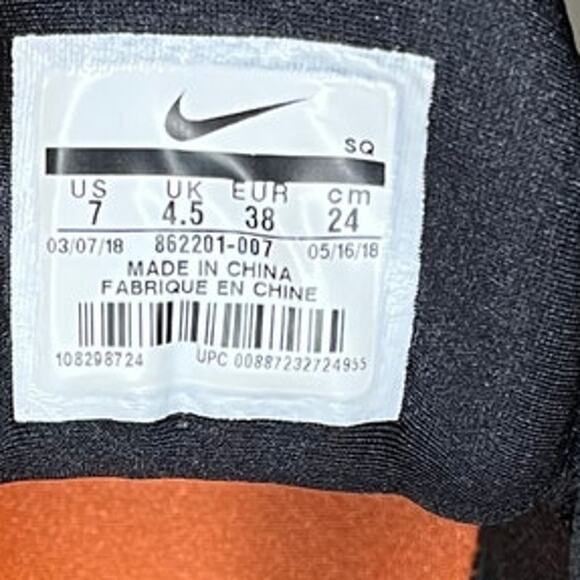 SQ
US UK EUR cm
7 4.5 38 24
03/07/18 862201-007 05/16/18
MADE IN CHINA
FABRIQUE EN CHINE
108298724 UPC 00887232724955